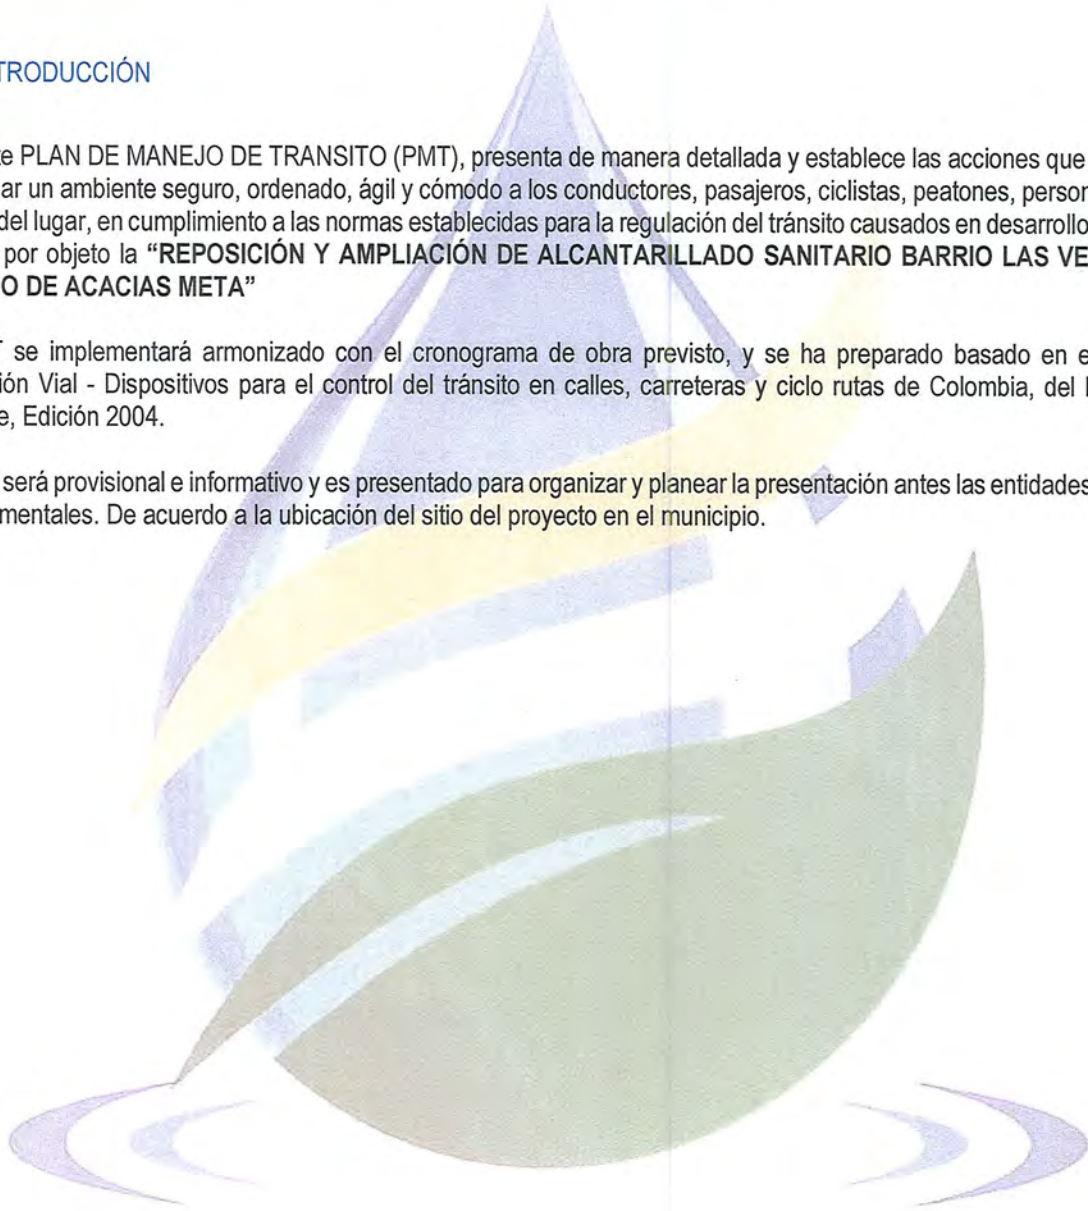 TRODUCCIÓN
te PLAN DE MANEJO DE TRANSITO (PMT), presenta de manera detallada y establece las acciones que
ar un ambiente seguro, ordenado, ágil y cómodo a los conductores, pasajeros, ciclistas, peatones, person
del lugar, en cumplimiento a las normas establecidas para la regulación del tránsito causados en desarrollo
por objeto la “REPOSICIÓN Y AMPLIACIÓN DE ALCANTARILLADO SANITARIO BARRIO LAS VE
O DE ACACIAS META”
se implementará armonizado con el cronograma de obra previsto, y se ha preparado basado en e
ión Vial - Dispositivos para el control del tránsito en calles, carreteras y ciclo rutas de Colombia, del
e, Edición 2004.
será provisional e informativo y es presentado para organizar y planear la presentación antes las entidades
mentales. De acuerdo a la ubicación del sitio del proyecto en el municipio.